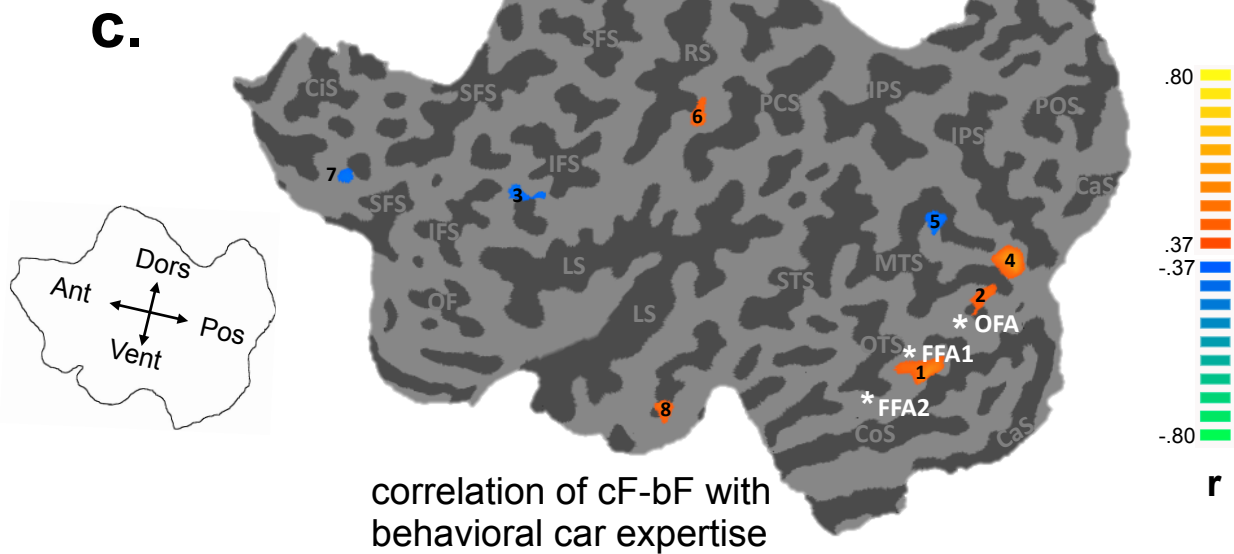 c.
SFS
RS
CiS
SFS
PCS
IPS
POS
IPS
6
IFS
7
3
SFS
CaS
IFS
5
LS
MTS
4
STS
2
OF
LS
* OFA
OTS
* FFA1
1
* FFA2
8
CoS
CaS
Dors
Ant
Pos
Vent
.80
.37
-.37
-.80
r
correlation of cF-bF with
behavioral car expertise